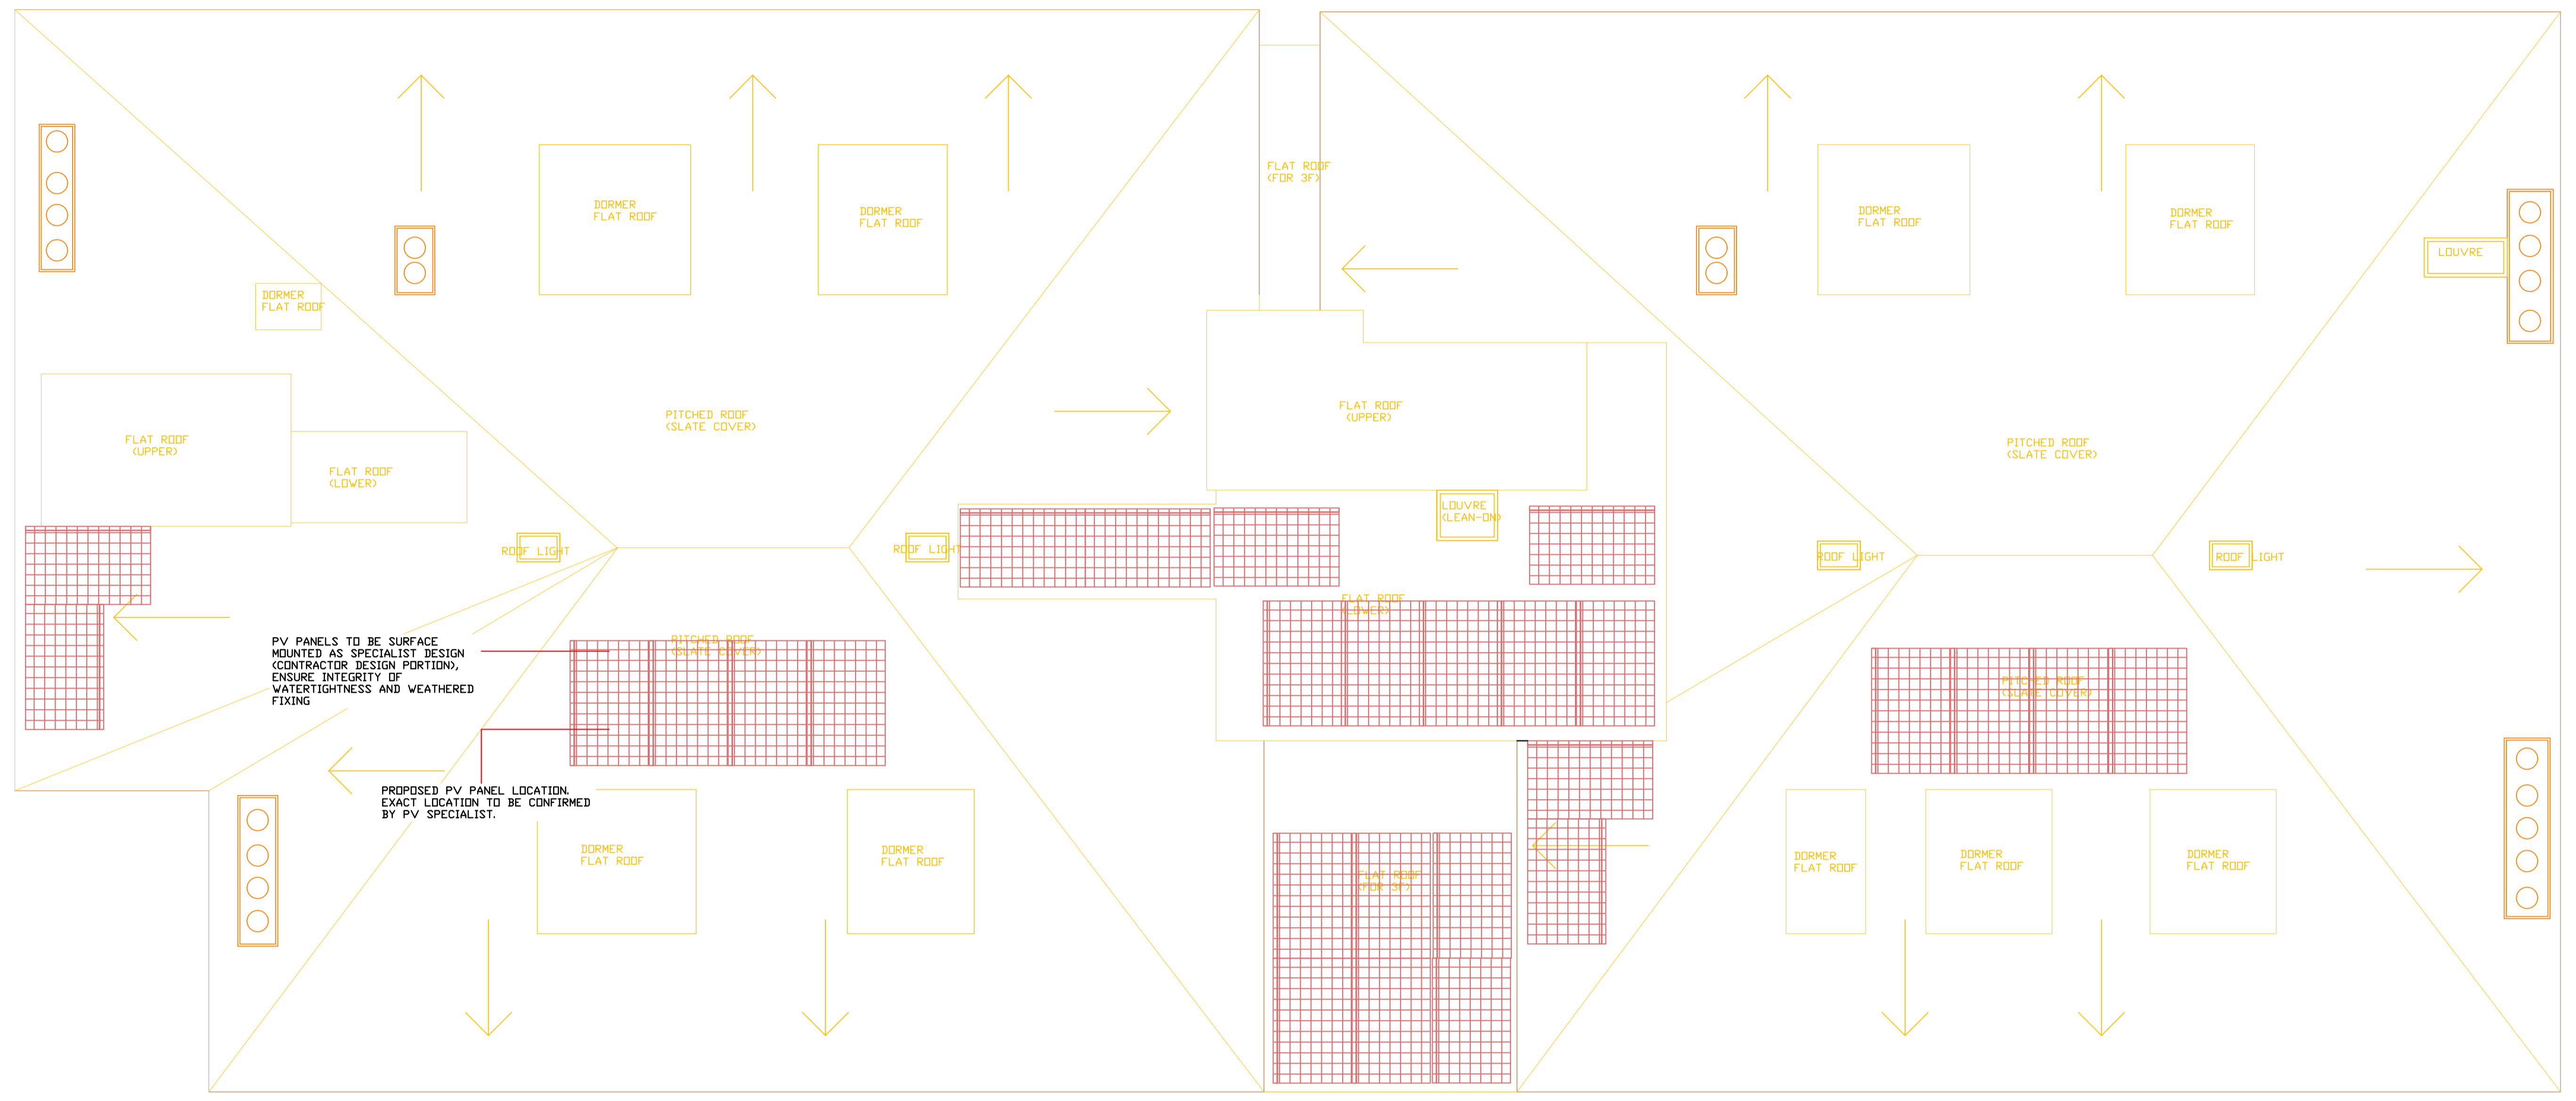 FLAT ROOF
(FOR 3F)
DORMER
FLAT ROOF
DORMER
FLAT ROOF
DORMER
FLAT ROOF
DORMER
FLAT ROOF
LOUVRE
DORMER
FLAT ROOF
PITCHED ROOF
(SLATE COVER)
FLAT ROOF
(UPPER)
FLAT ROOF
(UPPER)
FLAT ROOF
(LOWER)
PITCHED ROOF
(SLATE COVER)
LOUVRE
(LEAN-ON)
ROOF LIGHT
ROOF LIGHT
ROOF LIGHT
ROOF LIGHT
FLAT ROOF
(LOWER)
PITCHED ROOF
(SLATE COVER)
PV PANELS TO BE SURFACE
MOUNTED AS SPECIALIST DESIGN
(CONTRACTOR DESIGN PORTION),
ENSURE INTEGRITY OF
WATERTIGHTNESS AND WEATHERED
FIXING
PITCHED ROOF
(SLATE COVER)
PROPOSED PV PANEL LOCATION.
EXACT LOCATION TO BE CONFIRMED
BY PV SPECIALIST.
DORMER
FLAT ROOF
DORMER
FLAT ROOF
FLAT ROOF
(FOR 3F)
DORMER
FLAT ROOF
DORMER
FLAT ROOF
DORMER
FLAT ROOF